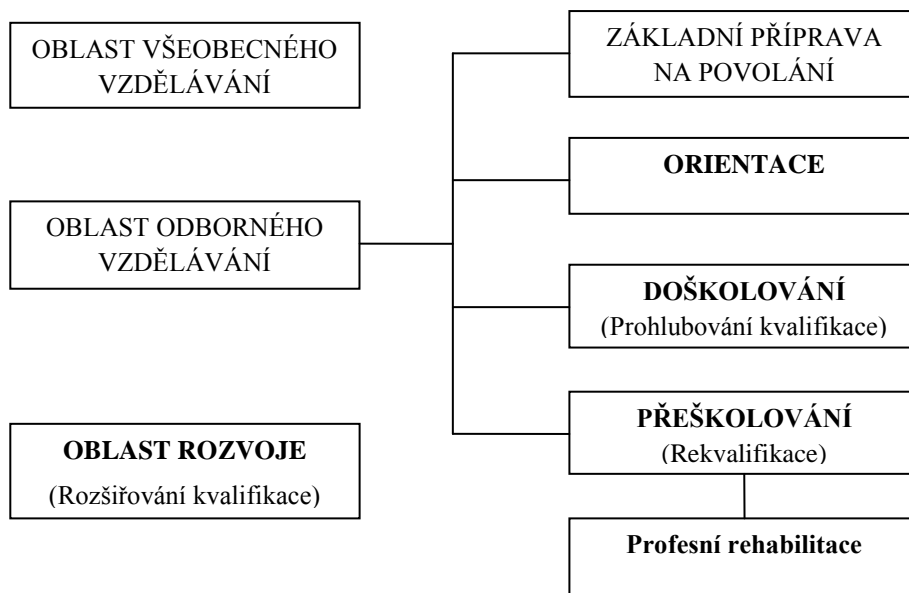 OBLAST VŠEOBECNÉHO
VZDĚLÁVÁNÍ
OBLAST ODBORNÉHO
VZDĚLÁVÁNÍ
OBLAST ROZVOJE
(Rozšiřování kvalifikace)
ZÁKLADNÍ PŘÍPRAVA
NA POVOLÁNÍ
ORIENTACE
DOŠKOLOVÁNÍ
(Prohlubování kvalifikace)
PŘEŠKOLOVÁNÍ
(Rekvalifikace)
Profesní rehabilitace